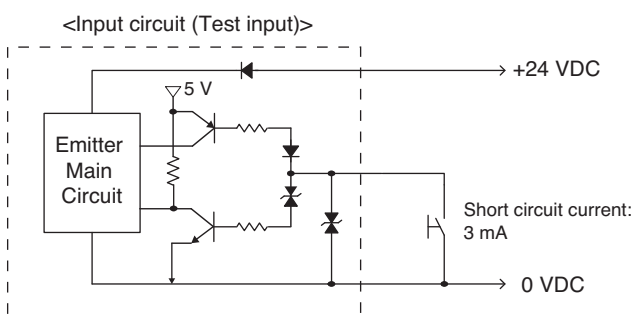 <Input circuit (Test input)>
+24 VDC
5 V
Emitter
Main
Circuit
Short circuit current:
3 mA
0 VDC